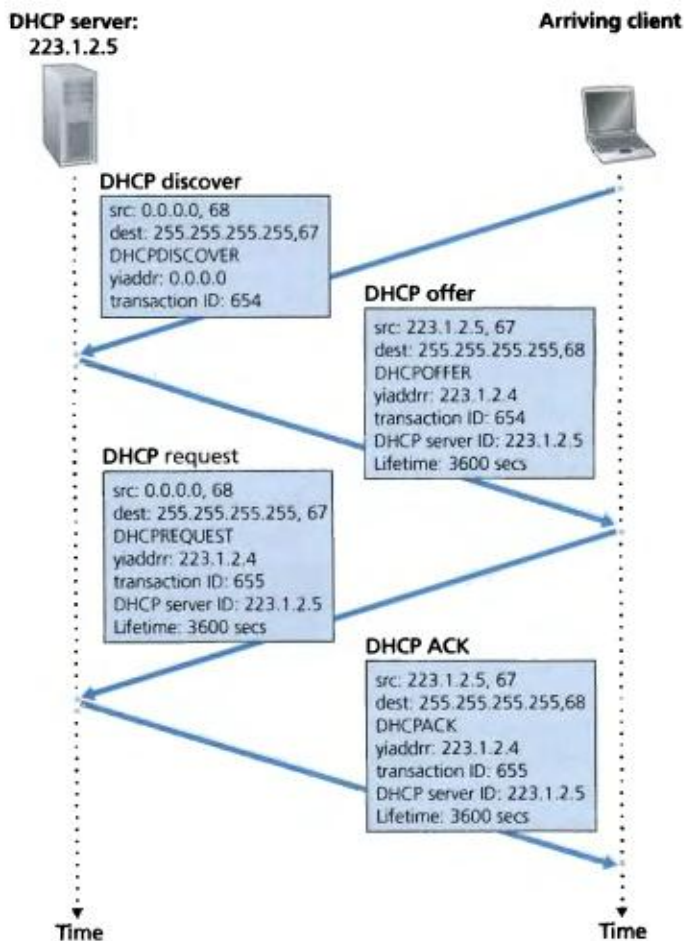 DHCP server:
223.1.2.5
Arriving client
DHCP discover
src: 0.0.0.0, 68
dest: 255.255.255.255,67
DHCPDISCOVER
yiaddr: 0.0.0.0
transaction ID: 654
DHCP offer
src: 223.1.2.5, 67
dest: 255.255.255.255,68
DHCPOFFER
yiaddrr: 223.1.2.4
transaction ID: 654
DHCP server ID: 223.1.2.5
Lifetime: 3600 secs
DHCP request
src: 0.0.0.0, 68
dest: 255.255.255.255, 67
DHCPREQUEST
yiaddrr: 223.1.2.4
transaction ID: 655
DHCP server ID: 223.1.2.5
Lifetime: 3600 secs
DHCP ACK
src: 223.1.2.5, 67
dest: 255.255.255.255,68
DHCPACK
yiaddrr: 223.1.2.4
transaction ID: 655
DHCP server ID: 223.1.2.5
Lifetime: 3600 secs
Time
Time